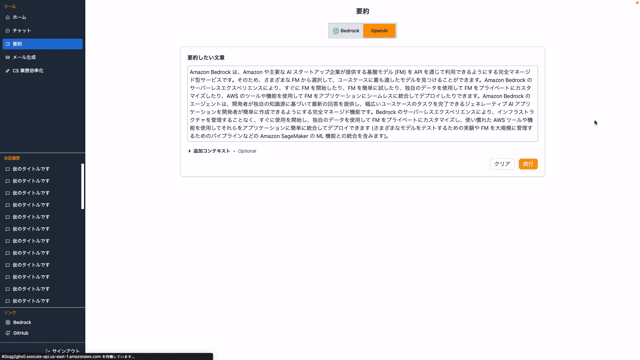 ツール
ホーム
チャット
要約
メール生成
CS 業務効率化
会話履歴
仮のタイトルです
仮のタイトルです
仮のタイトルです
仮のタイトルです
仮のタイトルです
仮のタイトルです
仮のタイトルです
仮のタイトルです
仮のタイトルです
仮のタイトルです
仮のタイトルです
仮のタイトルです
リンク
Bedrock
GitHub
サインアウト
要約
Bedrock
OpenAI
要約したい文章
Amazon Bedrock は、Amazon や主要な AI スタートアップ企業が提供する基盤モデル (FM) を API を通じて利用できるようにする完全マネージ
ド型サービスです。そのため、さまざまな FM から選択して、ユースケースに最も適したモデルを見つけることができます。Amazon Bedrock の
サーバーレスエクスペリエンスにより、すぐに FM を開始したり、FM を簡単に試したり、独自のデータを使用して FM をプライベートにカスタ
マイズしたり、AWS のツールや機能を使用して FM をアプリケーションにシームレスに統合してデプロイしたりできます。Amazon Bedrock の
エージェントは、開発者が独自の知識源に基づいて最新の回答を提供し、幅広いユースケースのタスクを完了できるジェネレーティブ AI アプリ
ケーションを開発者が簡単に作成できるようにする完全マネージド機能です。Bedrock のサーバーレスエクスペリエンスにより、インフラストラ
クチャを管理することなく、すぐに使用を開始し、独自のデータを使用して FM をプライベートにカスタマイズし、使い慣れた AWS ツールや機
能を使用してそれらをアプリケーションに簡単に統合してデプロイできます (さまざまなモデルをテストするための実験や FM を大規模に管理す
るためのパイプラインなどの Amazon SageMaker の ML 機能との統合を含みます)。
追加コンテキスト - Optional
クリア
実行